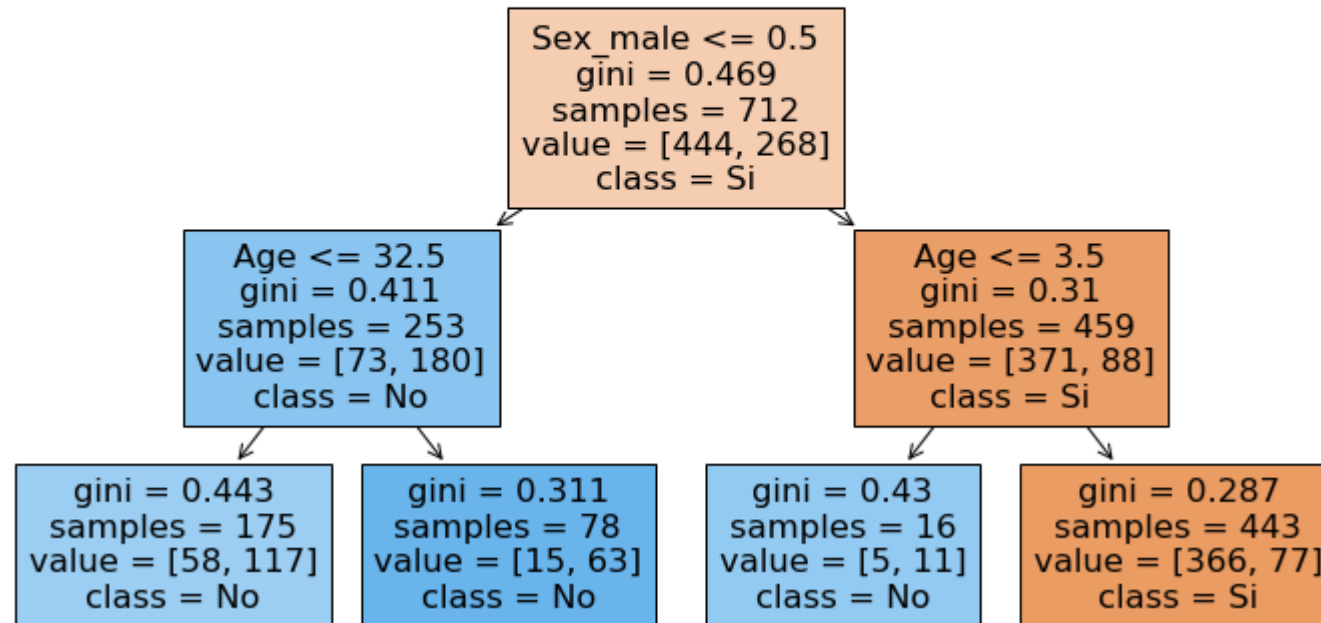 Sex_male <= 0.5
gini = 0.469
samples = 712
value = [444, 268]
class = Si
Age <= 32.5
gini = 0.411
samples = 253
value = [73, 180]
class = No
Age <= 3.5
gini = 0.31
samples = 459
value = [371, 88]
class = Si
gini = 0.443
samples = 175
value = [58, 117]
class = No
gini = 0.311
samples = 78
value = [15, 63]
class = No
gini = 0.43
samples = 16
value = [5, 11]
class = No
gini = 0.287
samples = 443
value = [366, 77]
class = Si